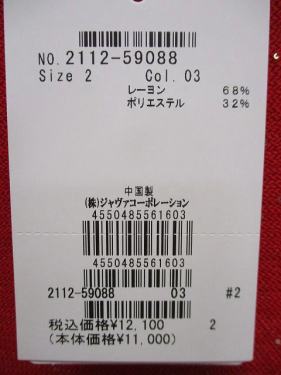 NO. 2112-59088
Size 2 Col. 03
レーヨン 68%
ポリエステル 32%
中国製
(株)ジャヴァコーポレーション
4550485561603
4550485561603
2112-59088 03 #2
税込価格¥12,100 2
(本体価格¥11,000)